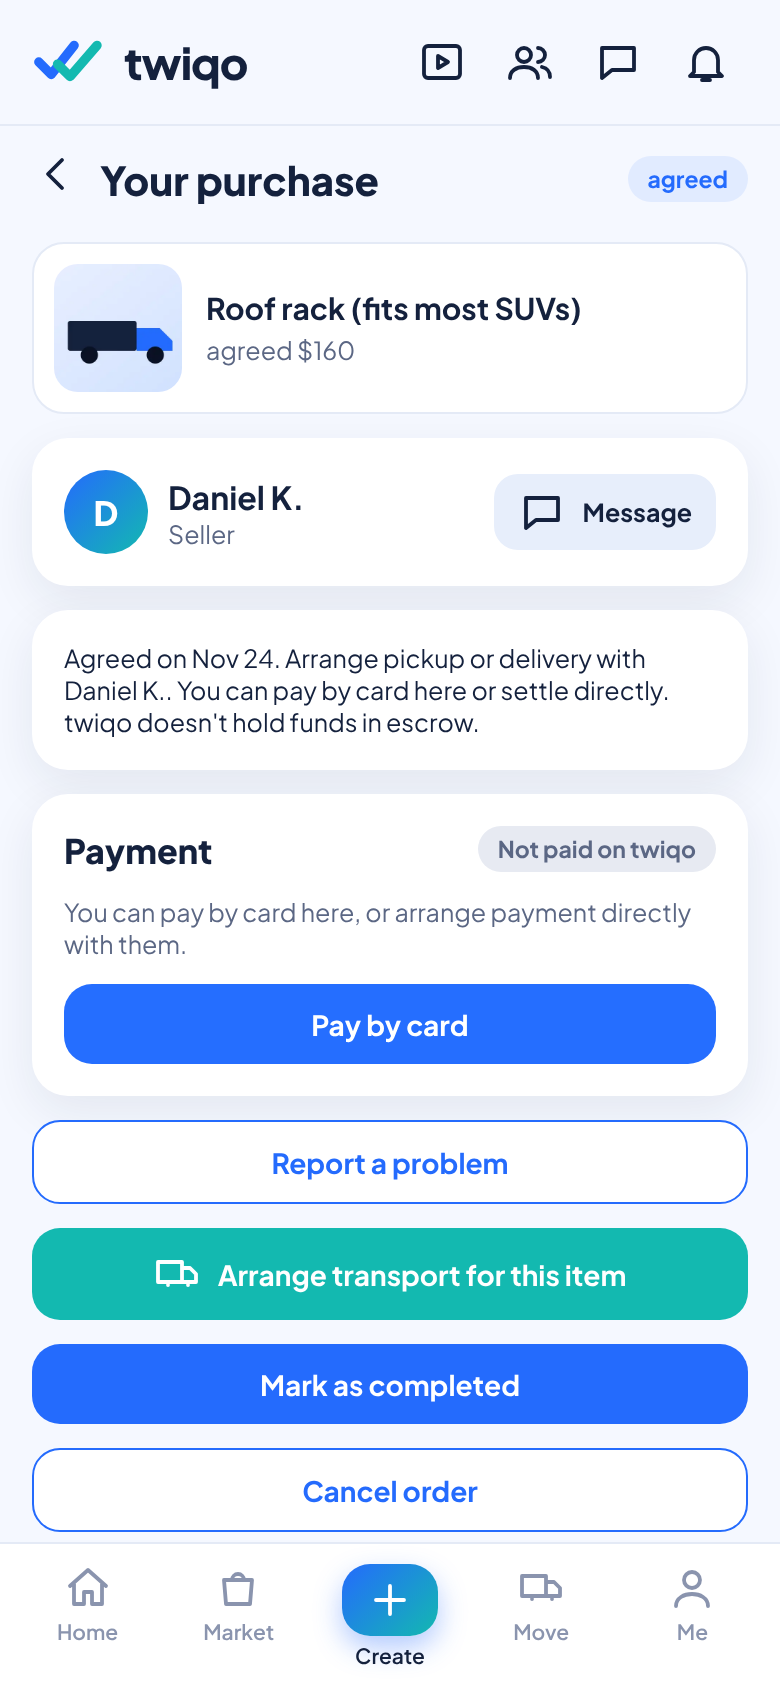 twiqo
Your purchase
agreed
Roof rack (fits most SUVs)
agreed $160
D
Daniel K.
Seller
Message
Agreed on Nov 24. Arrange pickup or delivery with
Daniel K.. You can pay by card here or settle directly.
twiqo doesn't hold funds in escrow.
Payment
Not paid on twiqo
You can pay by card here, or arrange payment directly
with them.
Pay by card
Report a problem
Arrange transport for this item
Mark as completed
Cancel order
Home
Market
Create
Move
Me